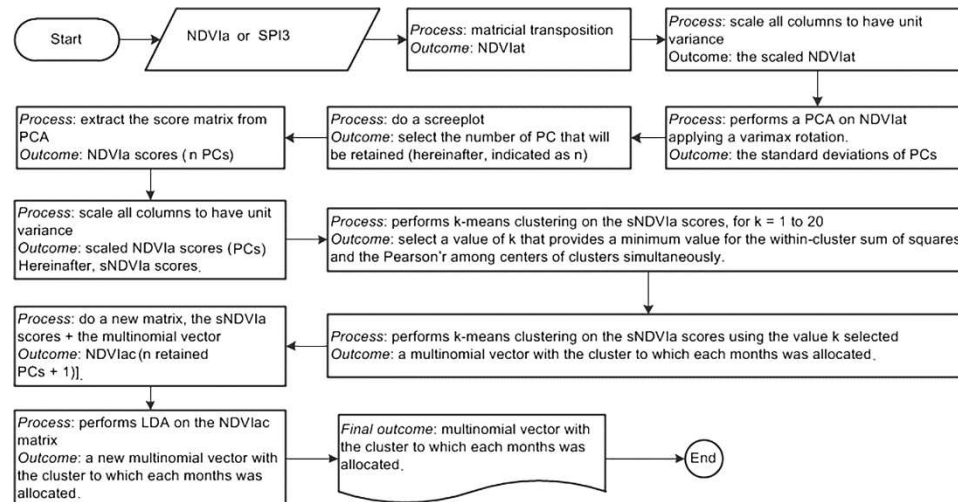 Start
NDVIa or SPI3
Process: matricial transposition
Outcome: NDVIat
Process: scale all columns to have unit
variance
Outcome: the scaled NDVIat
Process: extract the score matrix from
PCA
Outcome: NDVIa scores ( n PCs)
Process: do a screeplot
Outcome: select the number of PC that will
be retained (hereinafter, indicated as n)
Process: performs a PCA on NDVIat
applying a varimax rotation.
Outcome: the standard deviations of PCs
Process: scale all columns to have unit
variance
Outcome: scaled NDVIa scores (PCs)
Hereinafter, sNDVIa scores.
Process: performs k-means clustering on the sNDVIa scores, for k = 1 to 20
Outcome: select a value of k that provides a minimum value for the within-cluster sum of squares
and the Pearson'r among centers of clusters simultaneously.
Process: do a new matrix, the sNDVIa
scores + the multinomial vector
Outcome: NDVIac (n retained
PCs + 1)].
Process: performs k-means clustering on the sNDVIa scores using the value k selected
Outcome: a multinomial vector with the cluster to which each months was allocated.
Process: performs LDA on the NDVIac
matrix
Outcome: a new multinomial vector with
the cluster to which each months was
allocated.
Final outcome: multinomial vector with
the cluster to which each months was
allocated.
End